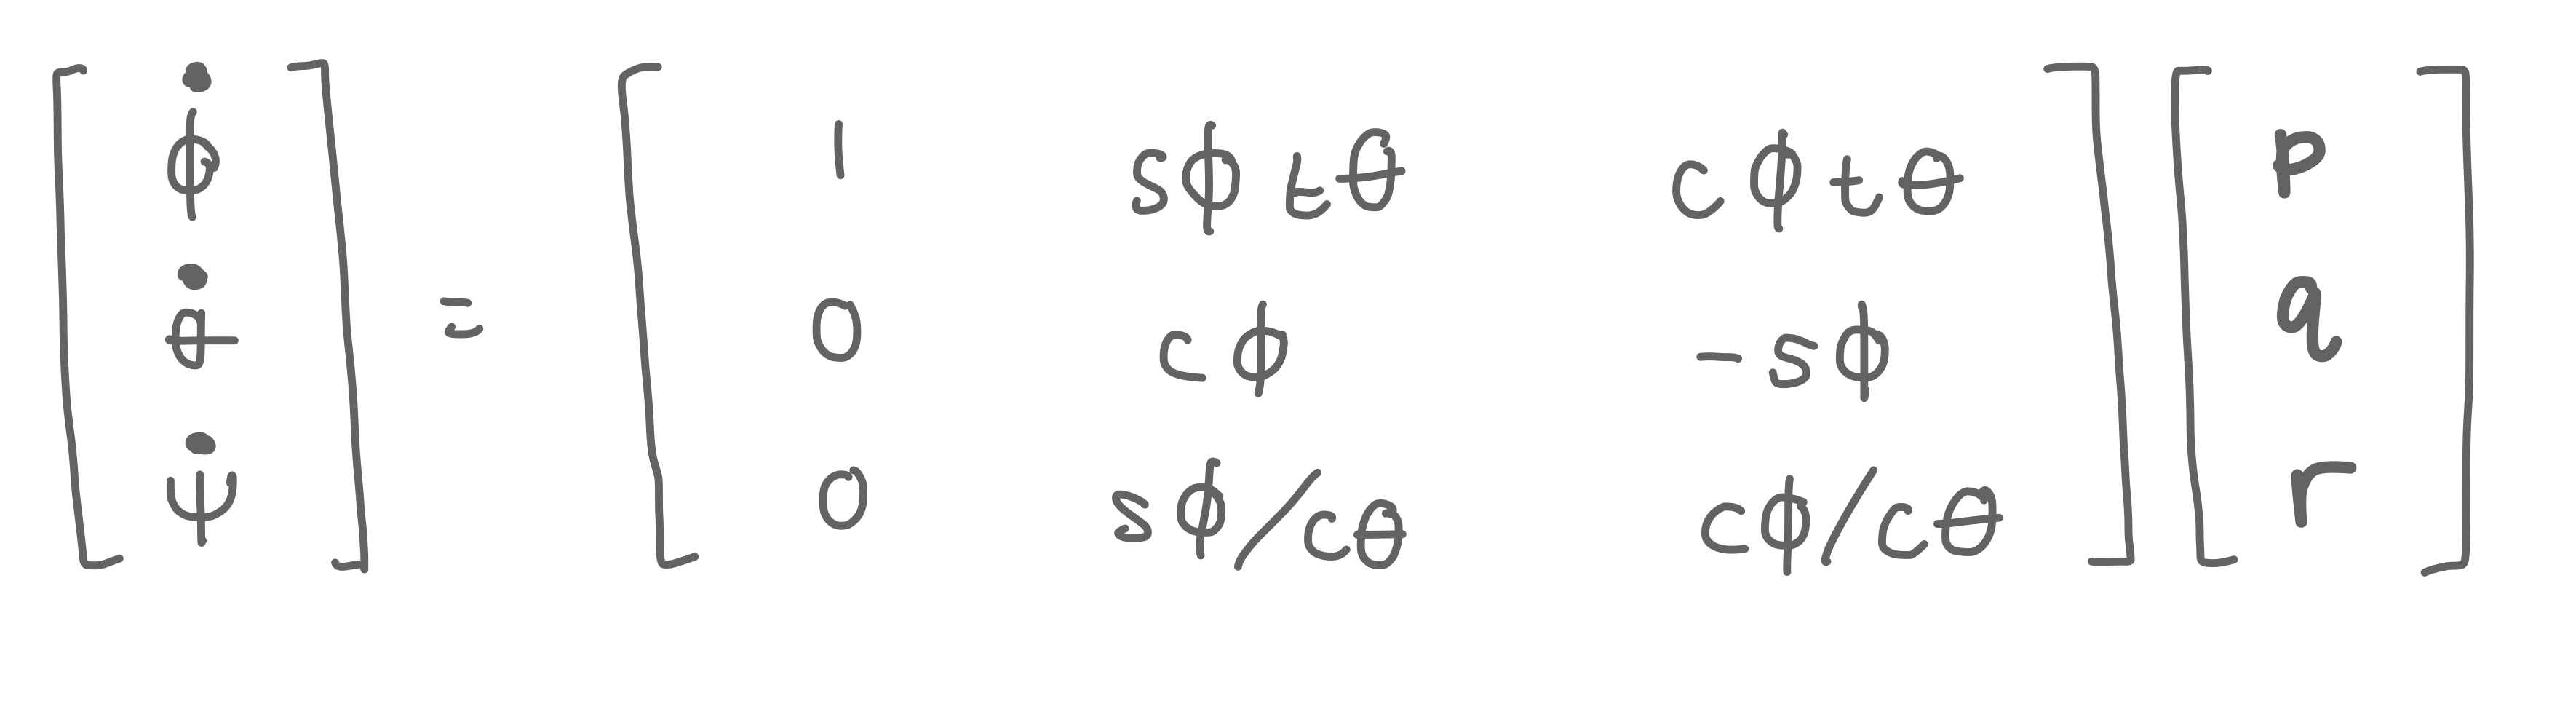 [ ϕ̇ ] = [ 1 sϕ tθ cϕ tθ ] [ p ]
[ θ̇ ] [ 0 cϕ -sϕ ] [ q ]
[ ψ̇ ] [ 0 sϕ/cθ cϕ/cθ ] [ r ]